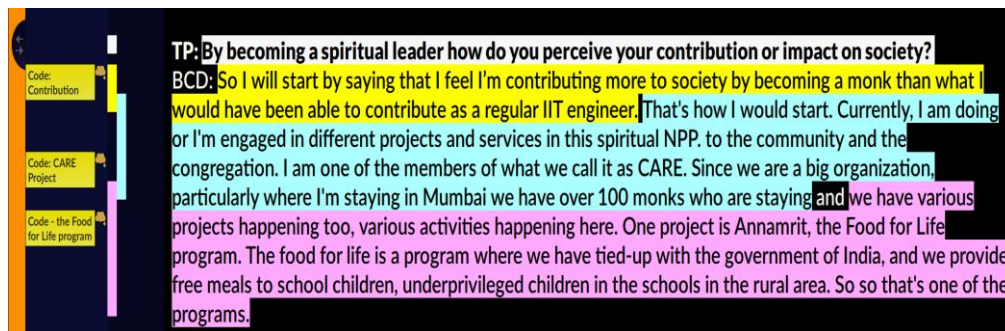 TP: By becoming a spiritual leader how do you perceive your contribution or impact on society?
Code:
Contribution
BCD: So I will start by saying that I feel I'm contributing more to society by becoming a monk than what I
would have been able to contribute as a regular IIT engineer. That's how I would start. Currently, I am doing
or I'm engaged in different projects and services in this spiritual NPP. to the community and the
congregation. I am one of the members of what we call it as CARE. Since we are a big organization,
Code: CARE
Project
particularly where I'm staying in Mumbai we have over 100 monks who are staying and we have various
Code - the Food
for Life program
projects happening too, various activities happening here. One project is Annamrit, the Food for Life
program. The food for life is a program where we have tied-up with the government of India, and we provide
free meals to school children, underprivileged children in the schools in the rural area. So so that's one of the
programs.